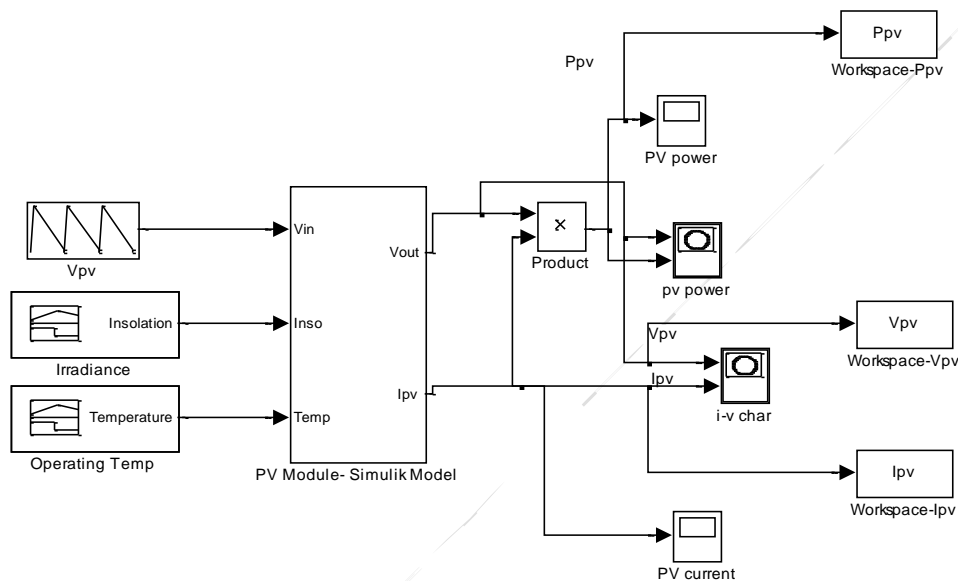 Ppv
Ppv
Workspace-Ppv
PV power
Vin
Vout
×
Product
Vpv
pv power
Insolation
Inso
Irradiance
Vpv
Vpv
Workspace-Vpv
Ipv
Temperature
Temp
Ipv
i-v char
Operating Temp
PV Module- Simulik Model
Ipv
Workspace-Ipv
PV current